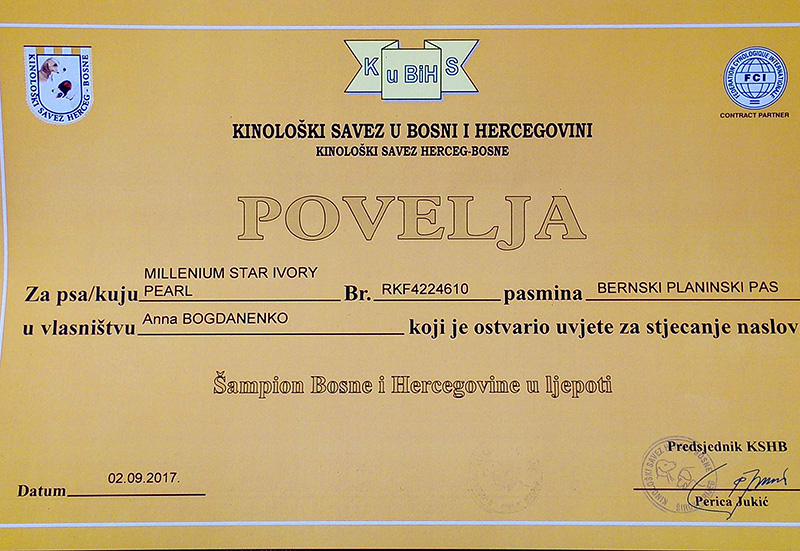 KINOLOŠKI SAVEZ HERCEG - BOSNE
K u BiH S
FEDERATION CYNOLOGIQUE INTERNATIONALE
FCI
CONTRACT PARTNER
KINOLOŠKI SAVEZ U BOSNI I HERCEGOVINI
KINOLOŠKI SAVEZ HERCEG-BOSNE
POVELJA
Za psa/kuju MILLENIUM STAR IVORY
PEARL Br. RKF4224610 pasmina BERNSKI PLANINSKI PAS
u vlasništvu Anna BOGDANENKO koji je ostvario uvjete za stjecanje naslov
Šampion Bosne i Hercegovine u ljepoti
Predsjednik KSHB
Datum 02.09.2017.
Perica Jukić